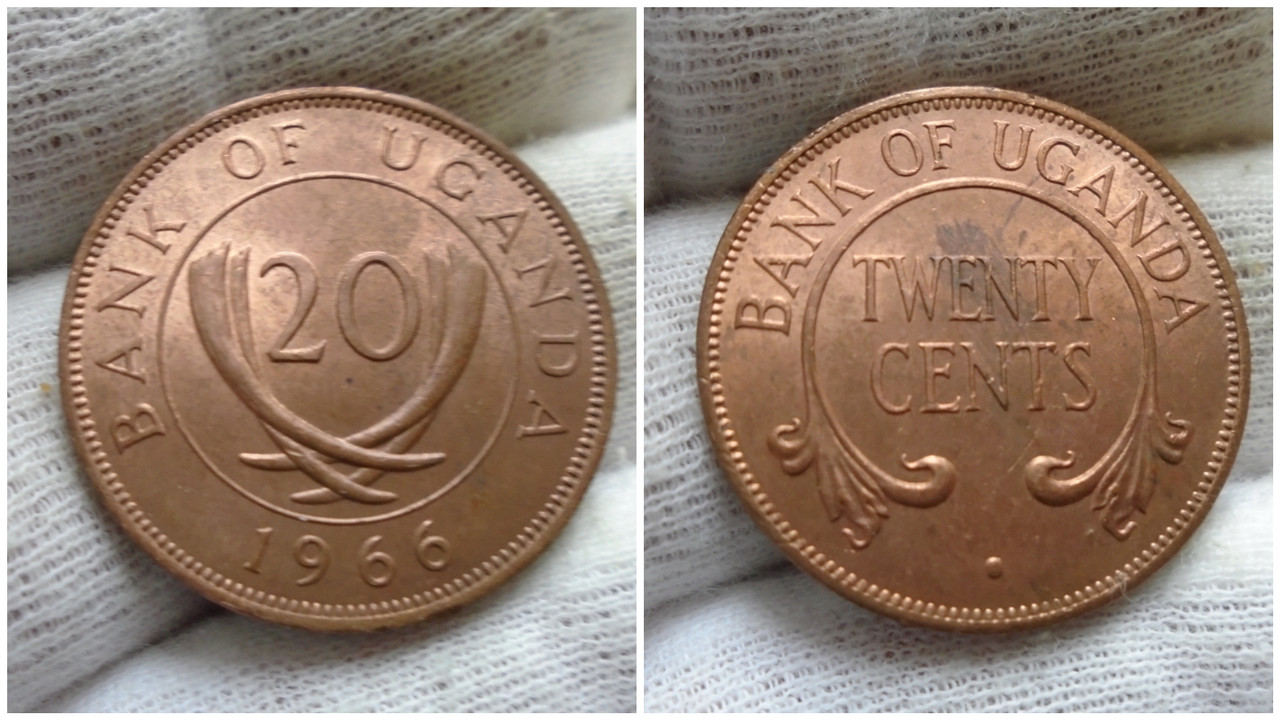 BANK OF UGANDA
20
1966
BANK OF UGANDA
TWENTY
CENTS